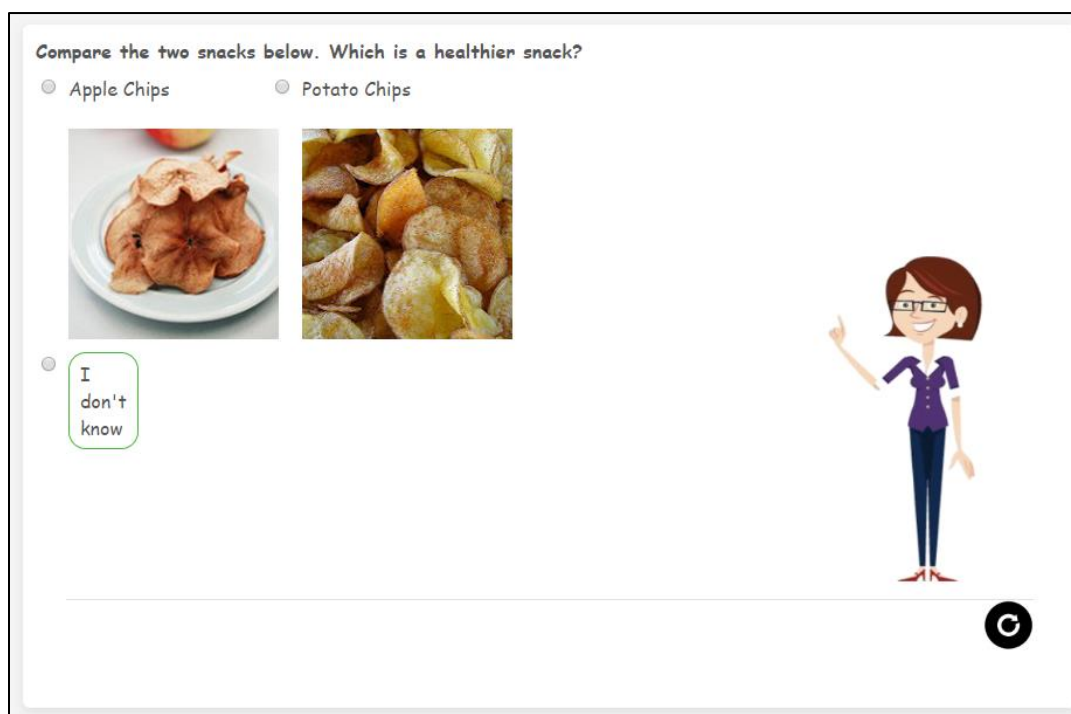 Compare the two snacks below. Which is a healthier snack?
Apple Chips
Potato Chips
I
don't
know